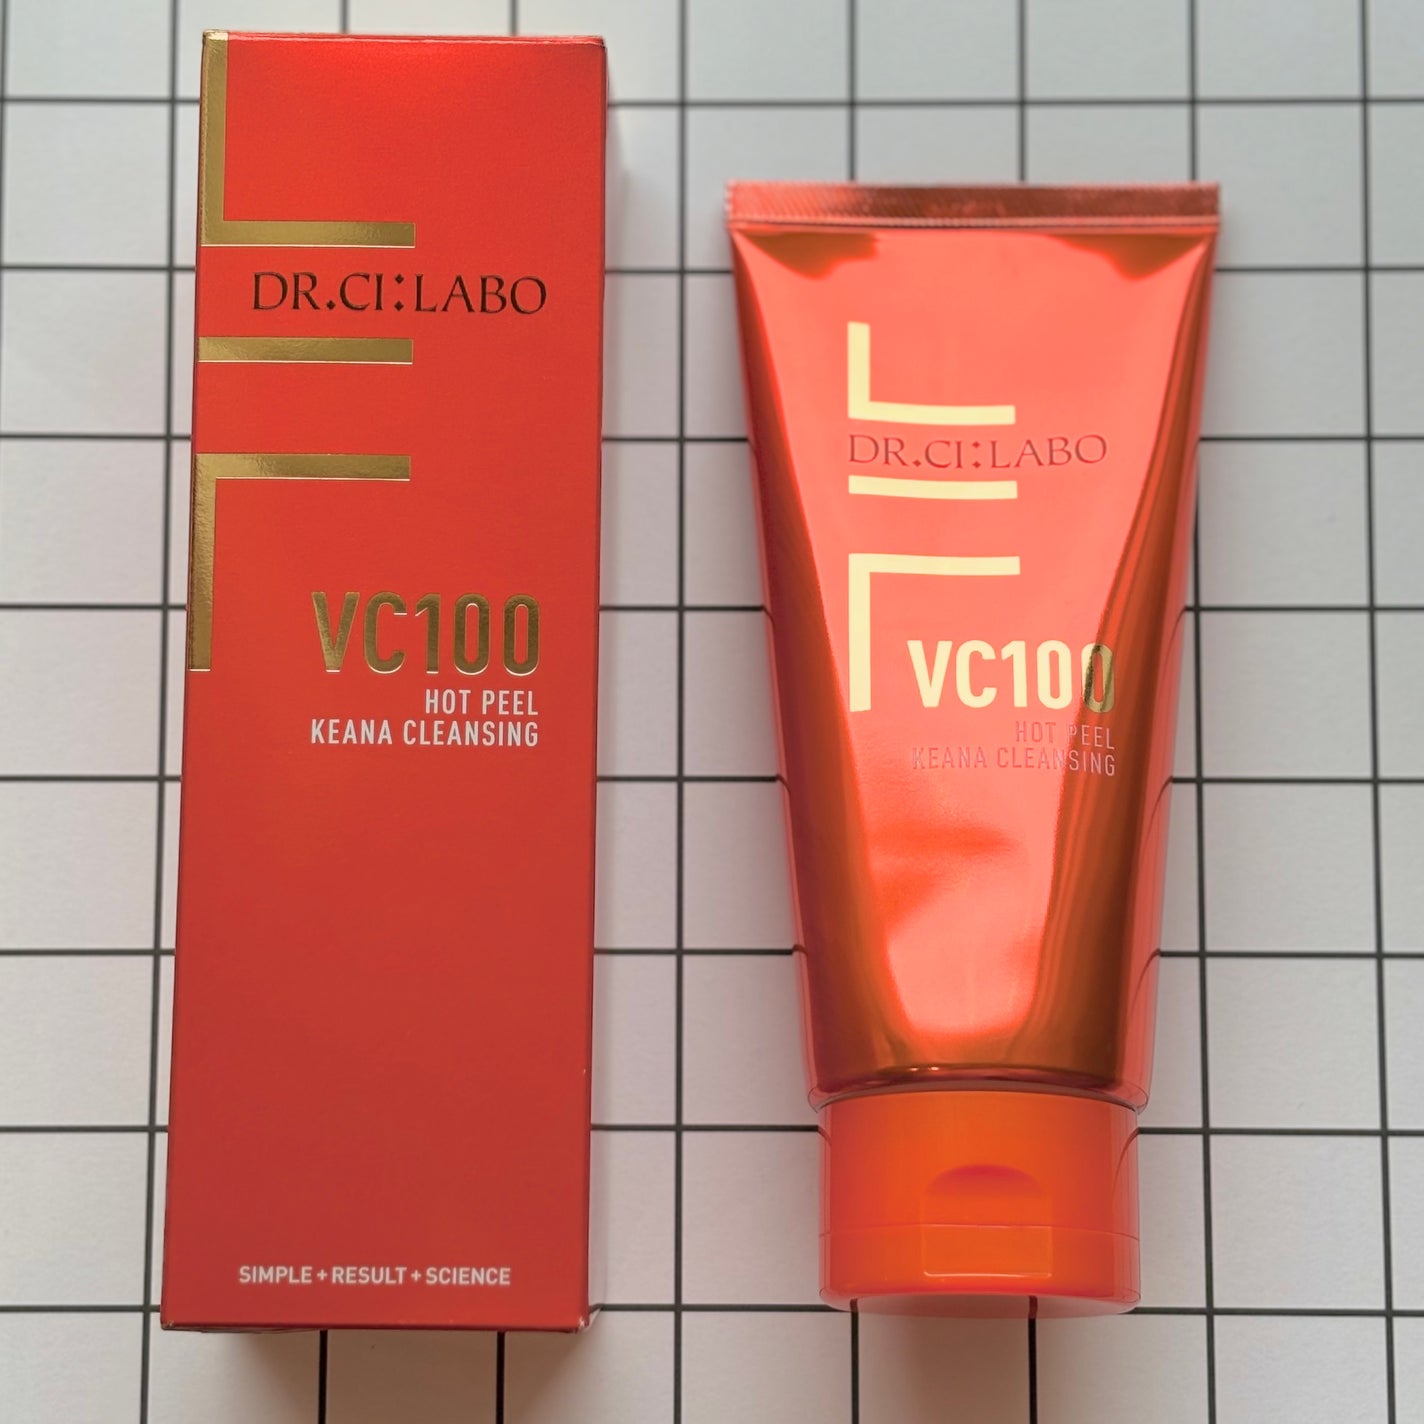 DR.CI:LABO
VC100
HOT PEEL
KEANA CLEANSING
SIMPLE+RESULT+SCIENCE
DR.CI:LABO
VC100
HOT PEEL
KEANA CLEANSING